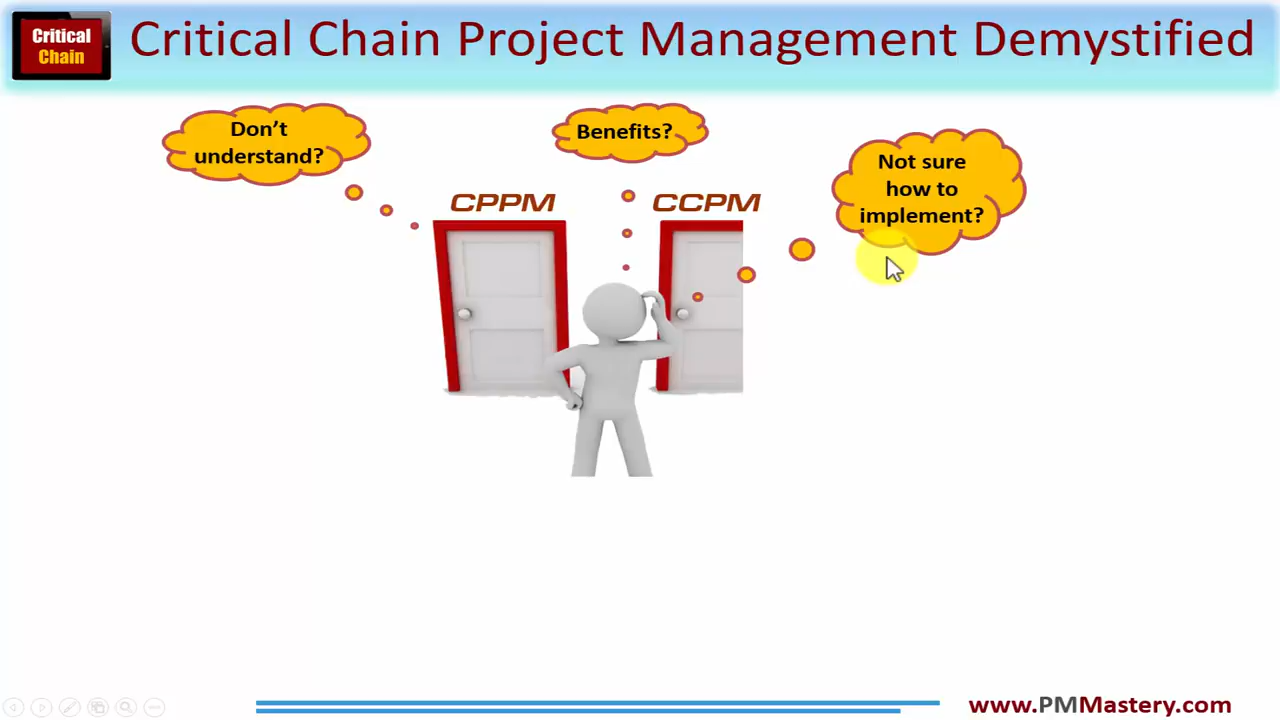 Critical
Chain
Critical Chain Project Management Demystified
Don’t
understand?
Benefits?
Not sure
how to
implement?
CPPM
CCPM
www.PMMastery.com